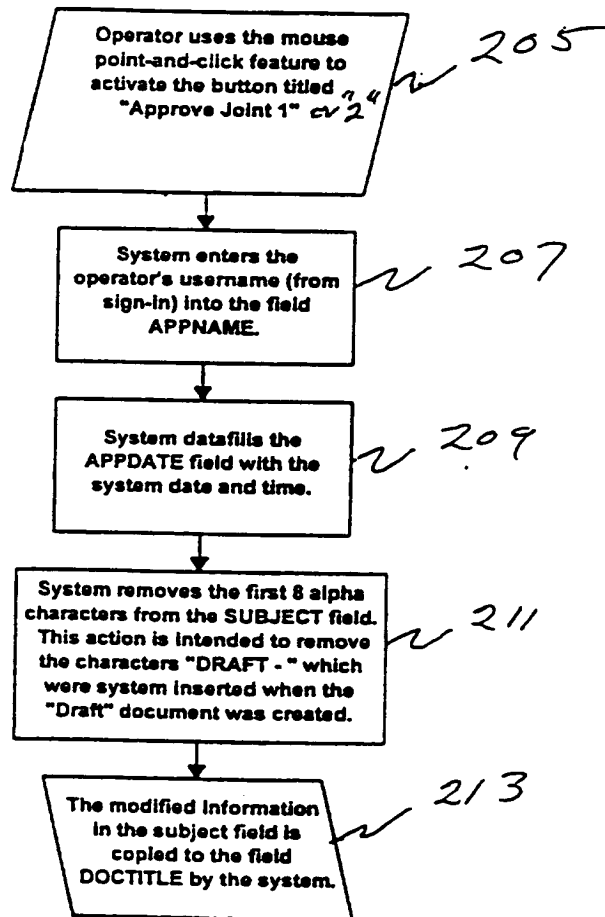 Operator uses the mouse
point-and-click feature to
activate the button titled
"Approve Joint 1" or "2"
205
System enters the
operator's username (from
sign-in) into the field
APPNAME.
207
System datafills the
APPDATE field with the
system date and time.
209
System removes the first 8 alpha
characters from the SUBJECT field.
This action is intended to remove
the characters "DRAFT - " which
were system inserted when the
"Draft" document was created.
211
The modified information
in the subject field is
copied to the field
DOCTITLE by the system.
213